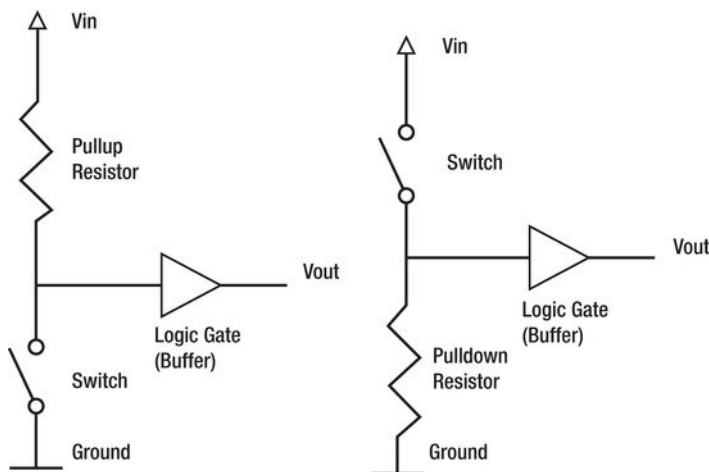 Vin
Pullup
Resistor
Vout
Logic Gate
(Buffer)
Switch
Ground
Vin
Switch
Vout
Logic Gate
(Buffer)
Pulldown
Resistor
Ground